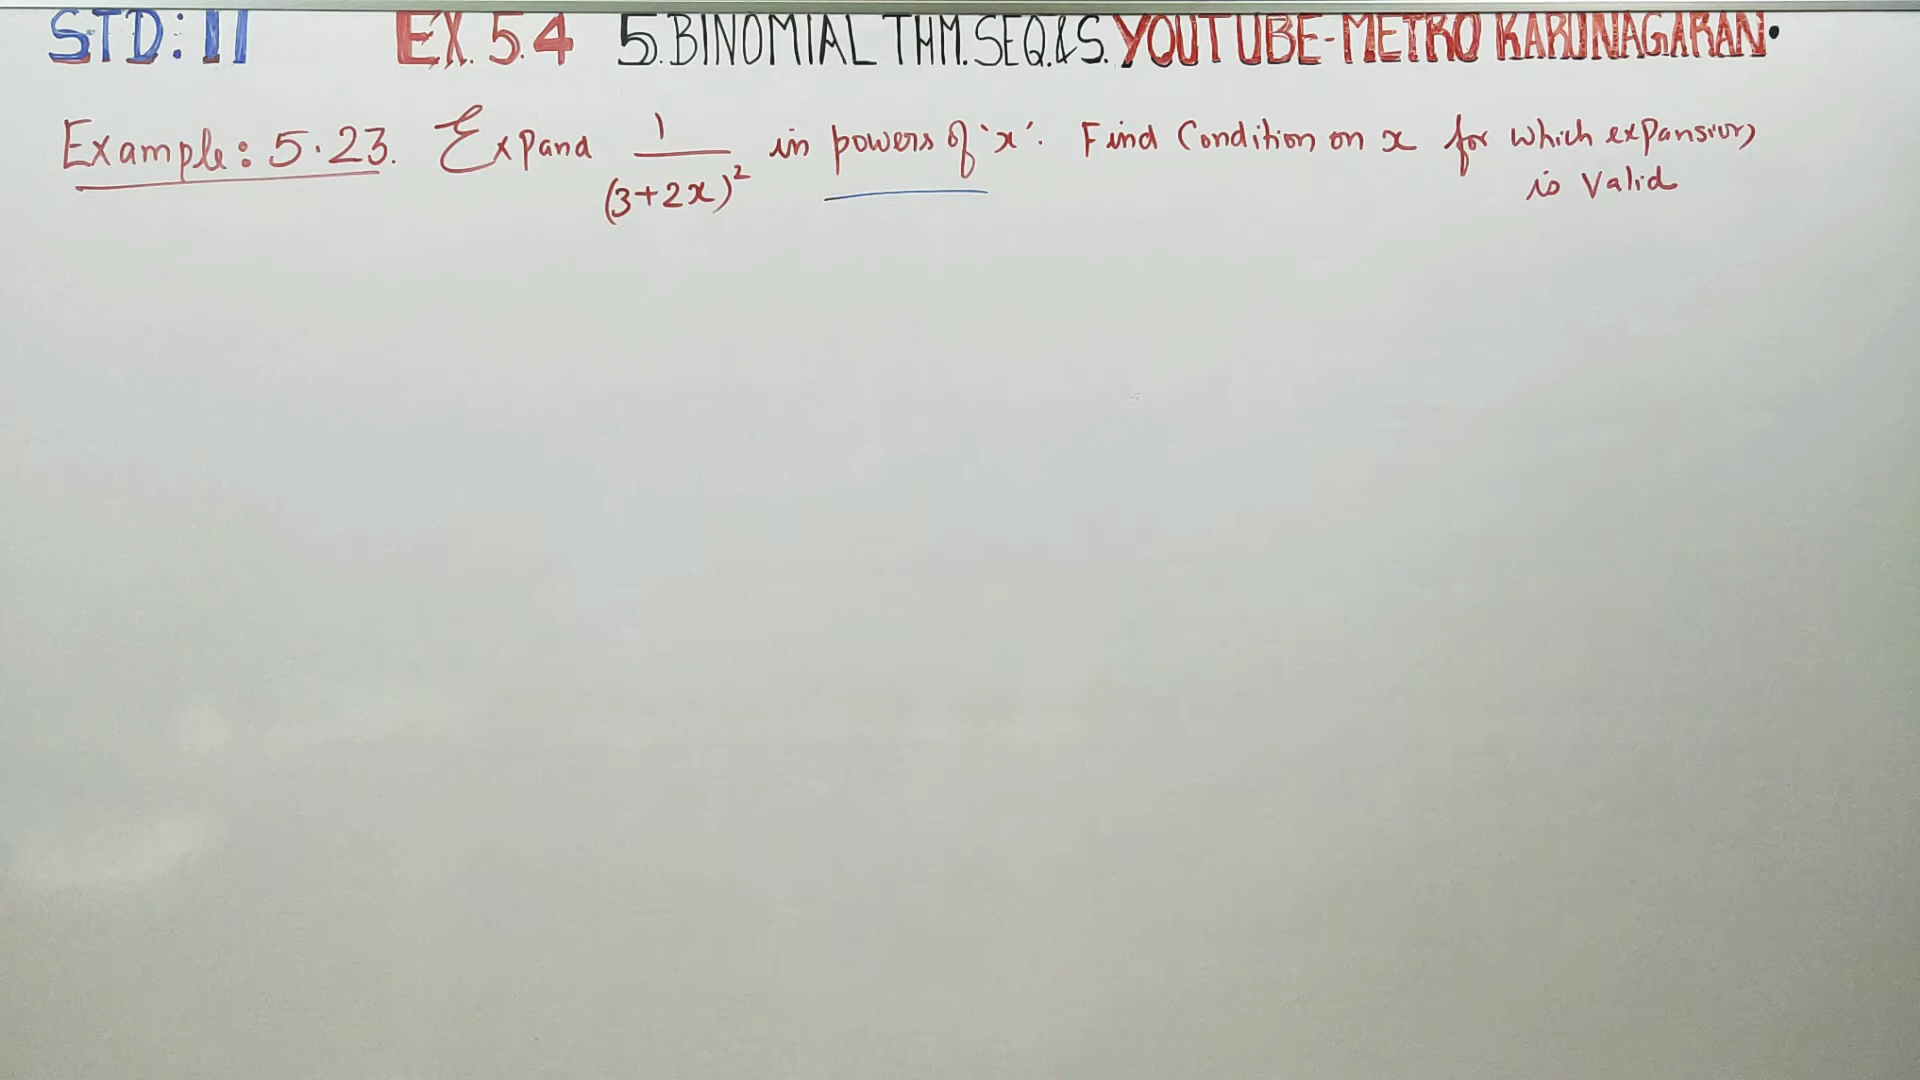 STD: 11 EX. 5.4 5. BINOMIAL THM. SEQ.&S. YOUTUBE-METRO KARUNAGARAN.
Example: 5.23. Expand 1/(3+2x)² in powers of 'x'. Find Condition on x for which expansion
is Valid